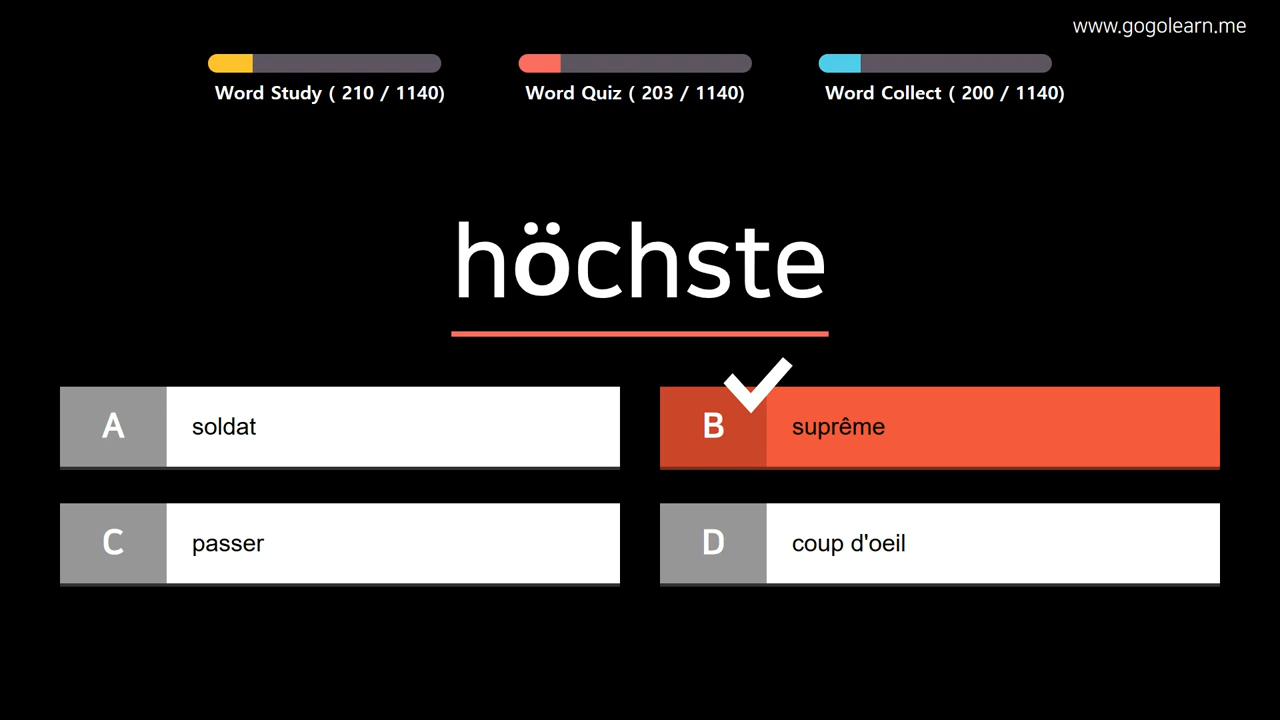 www.gogolearn.me
Word Study ( 210 / 1140)
Word Quiz ( 203 / 1140)
Word Collect ( 200 / 1140)
höchste
A soldat
B suprême
C passer
D coup d'oeil